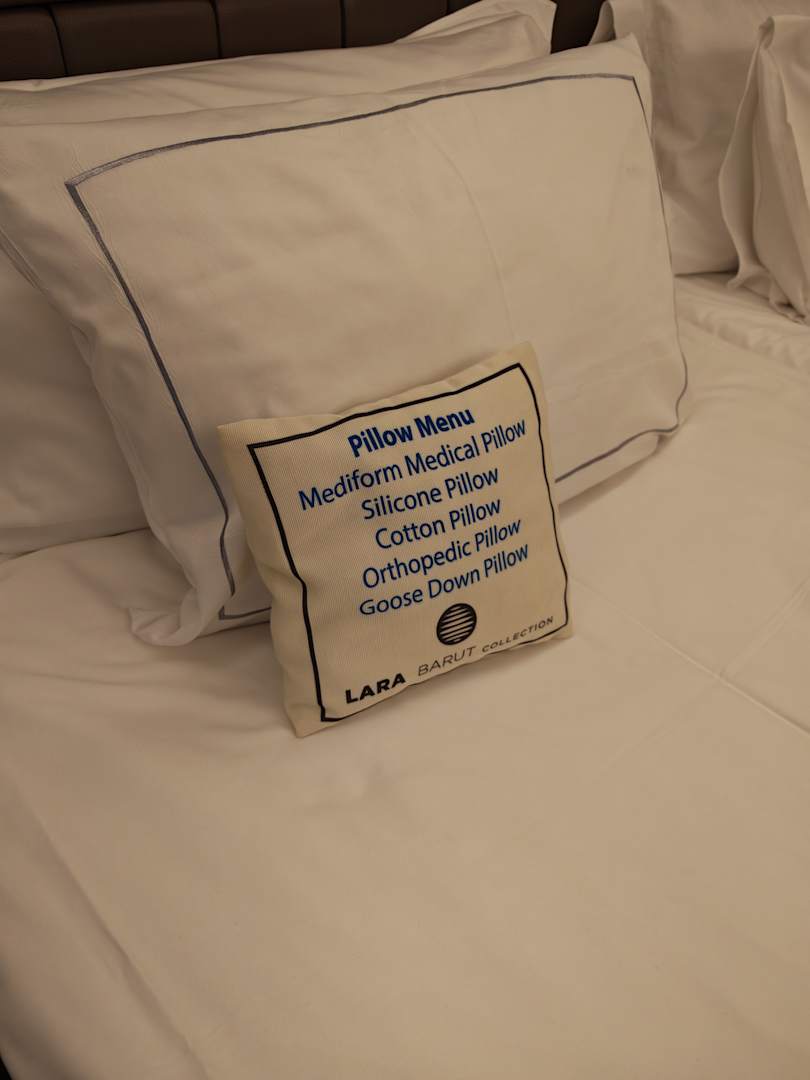 Pillow Menu
Mediform Medical Pillow
Silicone Pillow
Cotton Pillow
Orthopedic Pillow
Goose Down Pillow
LARA BARUT COLLECTION